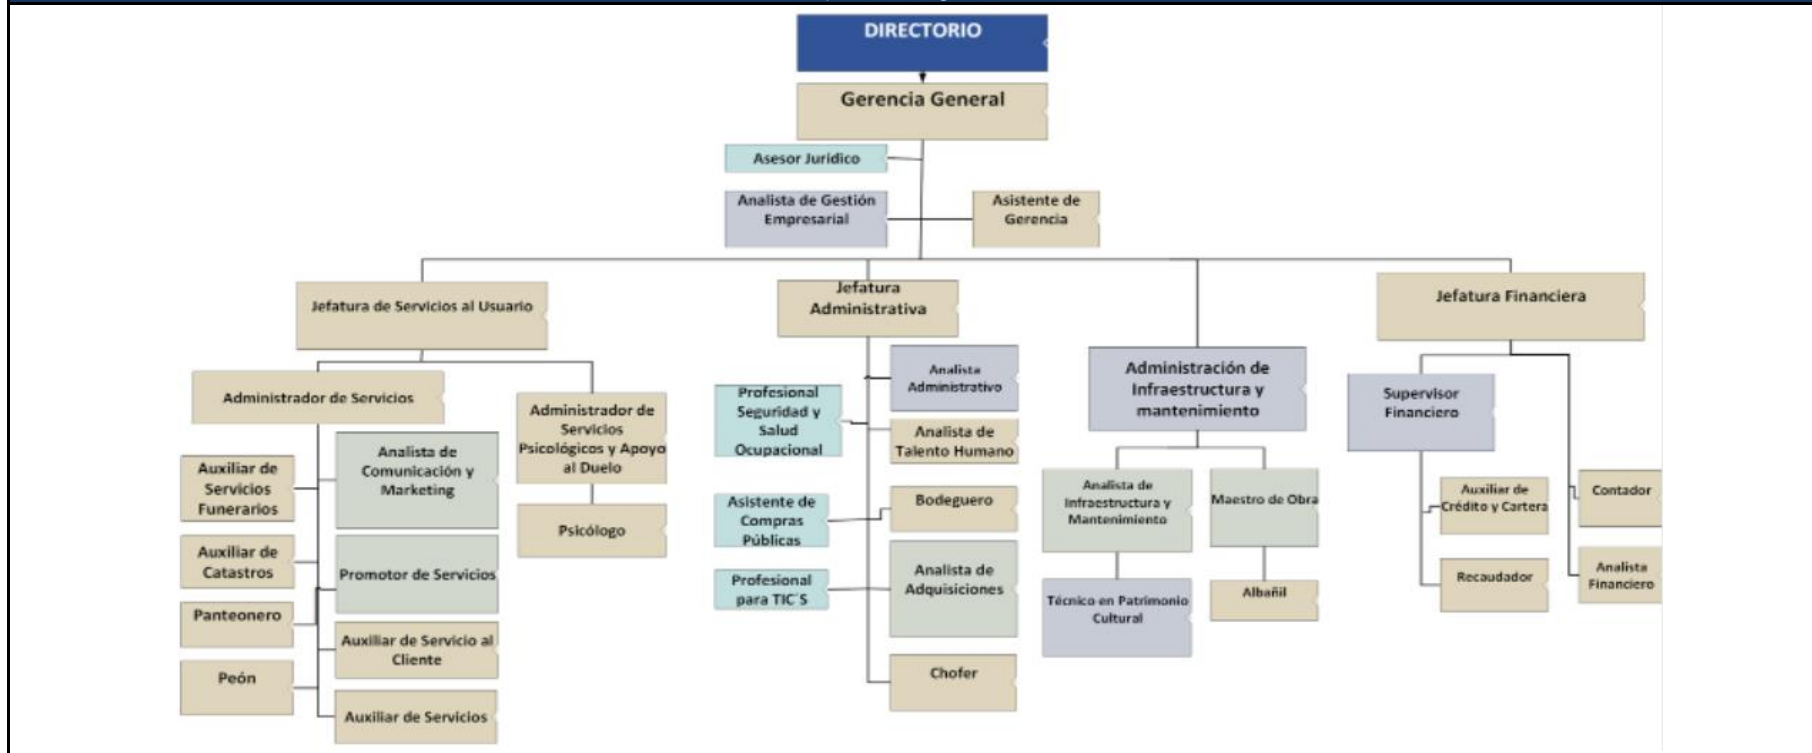 DIRECTORIO
Gerencia General
Asesor Jurídico
Analista de Gestión
Empresarial
Asistente de
Gerencia
Jefatura de Servicios al Usuario
Jefatura
Administrativa
Jefatura Financiera
Administrador de Servicios
Administrador de
Servicios
Psicológicos y Apoyo
al Duelo
Psicólogo
Auxiliar de
Servicios
Funerarios
Auxiliar de
Catastros
Panteonero
Peón
Analista de
Comunicación y
Marketing
Promotor de Servicios
Auxiliar de Servicio al
Cliente
Auxiliar de Servicios
Profesional
Seguridad y
Salud
Ocupacional
Asistente de
Compras
Públicas
Profesional
para TIC´S
Analista
Administrativo
Analista de
Talento Humano
Bodeguero
Analista de
Adquisiciones
Chofer
Administración de
Infraestructura y
mantenimiento
Analista de
Infraestructura y
Mantenimiento
Técnico en Patrimonio
Cultural
Maestro de Obra
Albañil
Supervisor
Financiero
Auxiliar de
Crédito y Cartera
Recaudador
Contador
Analista
Financiero